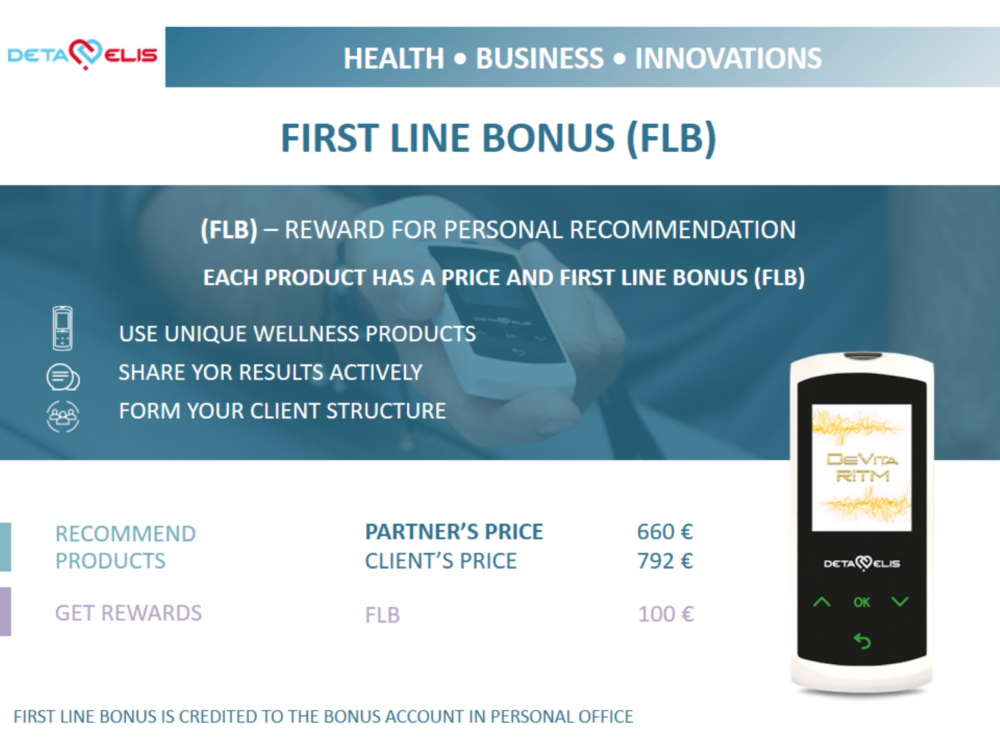 DETA ELIS
HEALTH • BUSINESS • INNOVATIONS
FIRST LINE BONUS (FLB)
(FLB) – REWARD FOR PERSONAL RECOMMENDATION
EACH PRODUCT HAS A PRICE AND FIRST LINE BONUS (FLB)
USE UNIQUE WELLNESS PRODUCTS
SHARE YOR RESULTS ACTIVELY
FORM YOUR CLIENT STRUCTURE
DETA ELIS
OK
DEVITA
RITM
DETA ELIS
OK
RECOMMEND
PRODUCTS
PARTNER’S PRICE 660 €
CLIENT’S PRICE 792 €
GET REWARDS FLB 100 €
FIRST LINE BONUS IS CREDITED TO THE BONUS ACCOUNT IN PERSONAL OFFICE